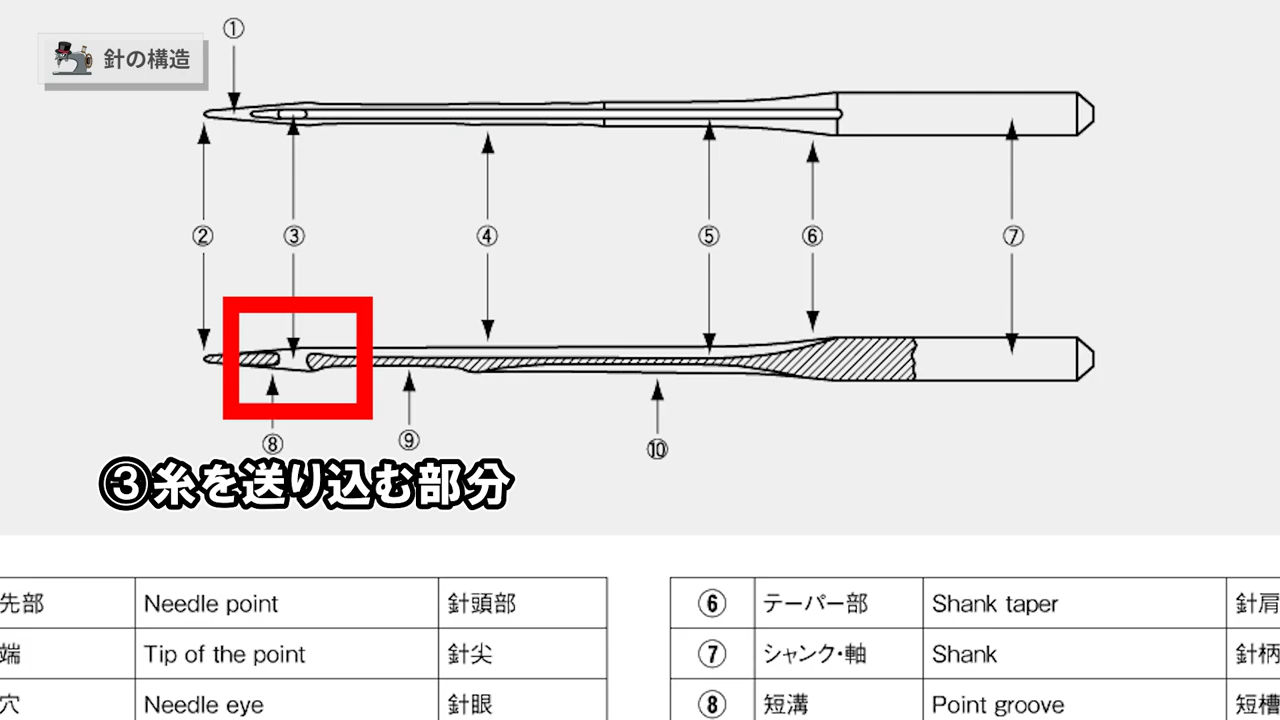 針の構造
①
② ③ ④ ⑤ ⑥ ⑦
⑧ ⑨ ⑩
③糸を送り込む部分
先部 Needle point 針頭部
端 Tip of the point 針尖
穴 Needle eye 針眼
⑥ テーパー部 Shank taper 針肩
⑦ シャンク・軸 Shank 針柄
⑧ 短溝 Point groove 短槽